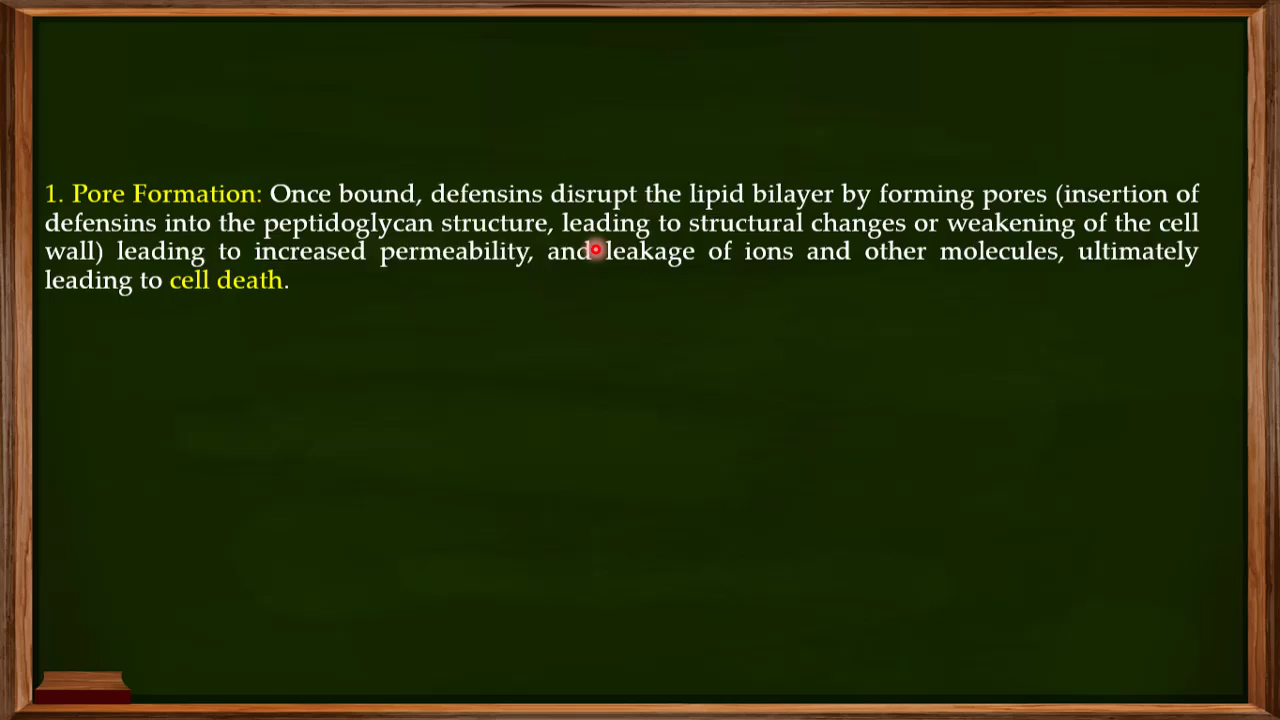 1. Pore Formation: Once bound, defensins disrupt the lipid bilayer by forming pores (insertion of
defensins into the peptidoglycan structure, leading to structural changes or weakening of the cell
wall) leading to increased permeability, and leakage of ions and other molecules, ultimately
leading to cell death.